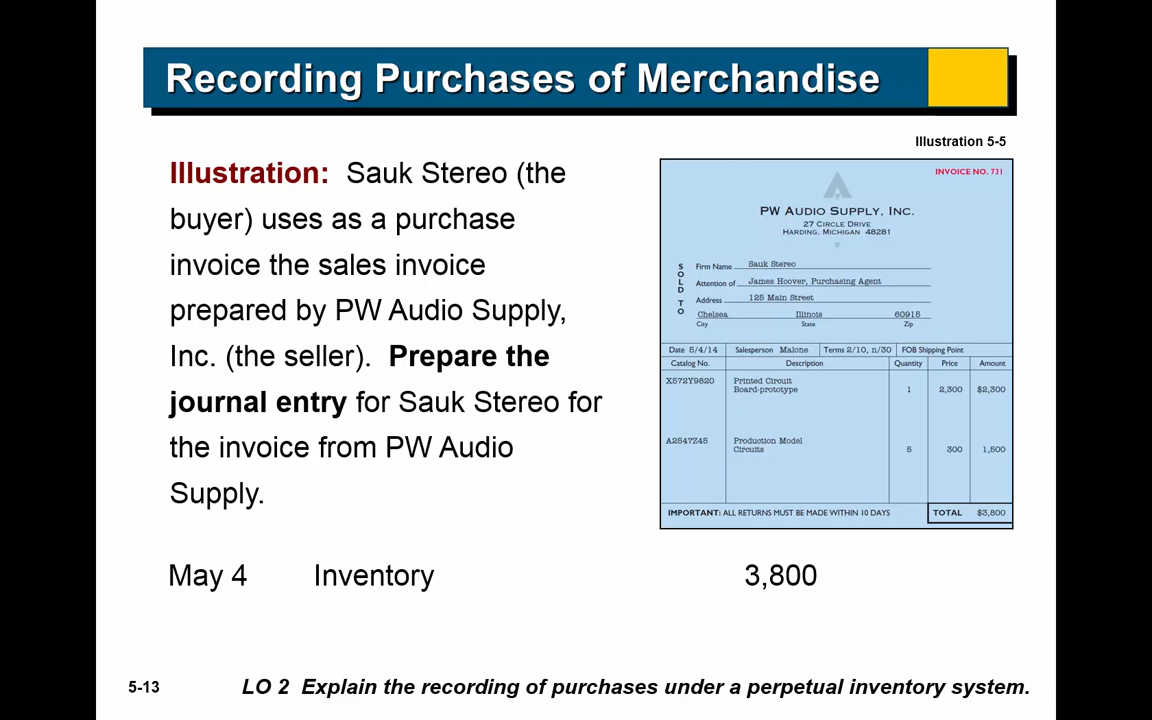 Recording Purchases of Merchandise
Illustration 5-5
Illustration: Sauk Stereo (the
buyer) uses as a purchase
invoice the sales invoice
prepared by PW Audio Supply,
Inc. (the seller). Prepare the
journal entry for Sauk Stereo for
the invoice from PW Audio
Supply.
INVOICE NO. 731
PW AUDIO SUPPLY, INC.
27 CIRCLE DRIVE
HARDING, MICHIGAN 48281
SOLD TO
Firm Name Sauk Stereo
Attention of James Hoover, Purchasing Agent
Address 125 Main Street
Chelsea Illinois 60915
City State Zip
Date 5/4/14 Salesperson Malone Terms 2/10, n/30 FOB Shipping Point
Catalog No. Description Quantity Price Amount
X572Y9820 Printed Circuit
Board-prototype 1 2,300 $2,300
A2547Z45 Production Model
Circuits 5 300 1,500
IMPORTANT: ALL RETURNS MUST BE MADE WITHIN 10 DAYS TOTAL $3,800
May 4 Inventory 3,800
5-13 LO 2 Explain the recording of purchases under a perpetual inventory system.